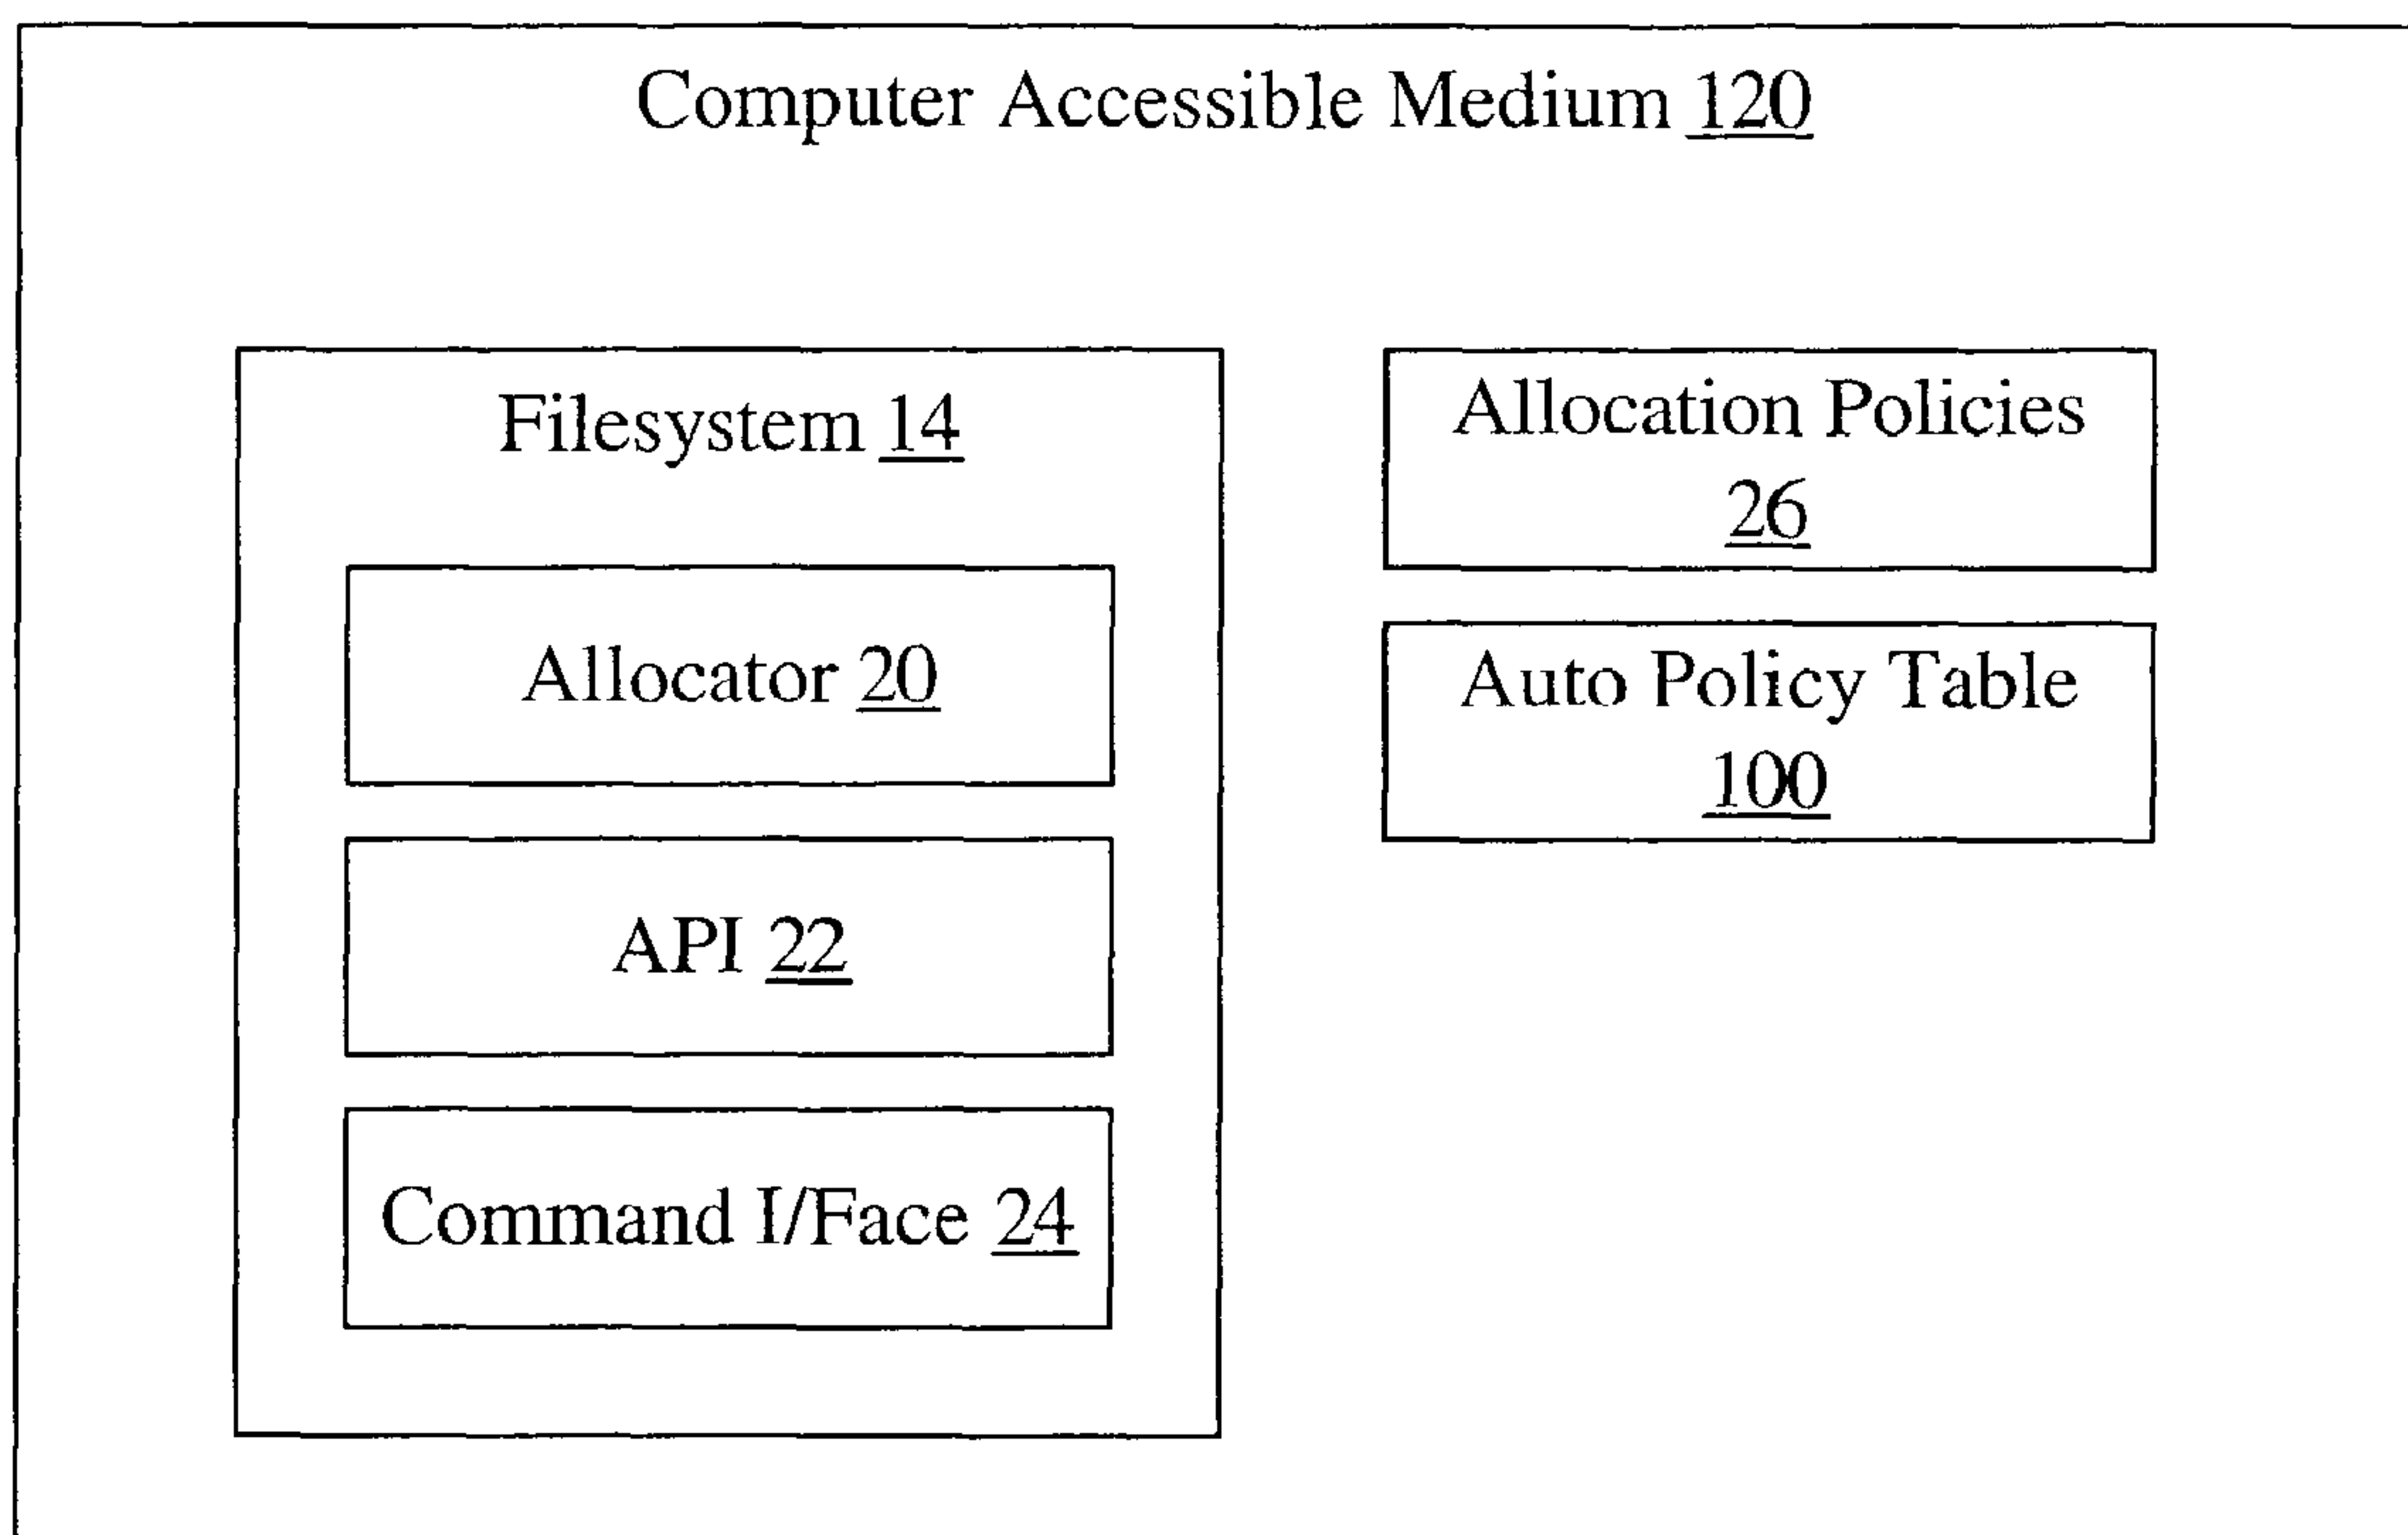 Computer Accessible Medium 120
Filesystem 14
Allocator 20
API 22
Command I/Face 24
Allocation Policies
26
Auto Policy Table
100